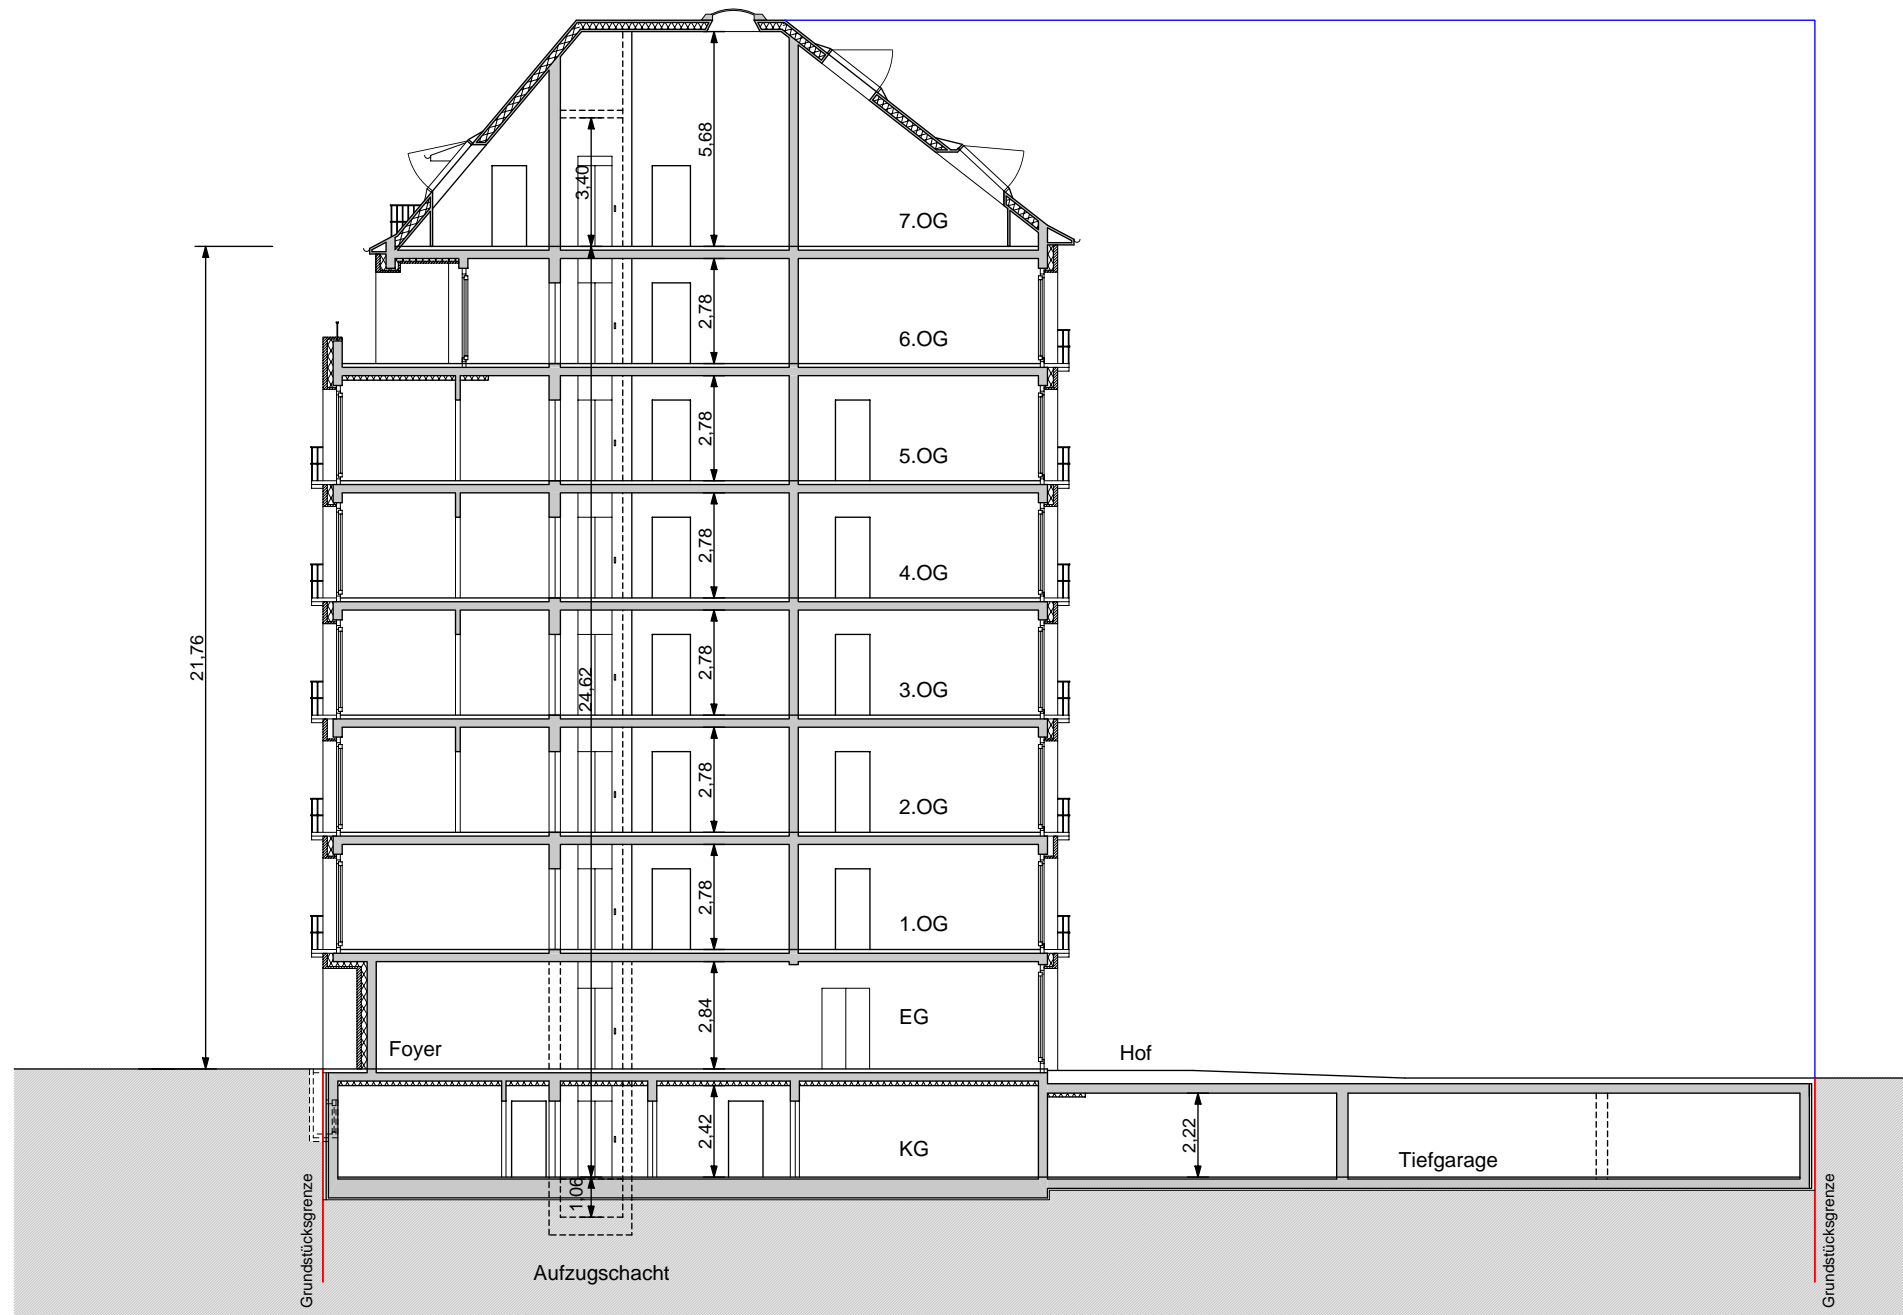 5,68
3,40
7.OG
2,78
6.OG
2,78
5.OG
2,78
4.OG
21,76
24,62
2,78
3.OG
2,78
2.OG
2,78
1.OG
2,84
EG
Foyer
Hof
2,42
KG
2,22
Tiefgarage
1,06
Grundstücksgrenze
Grundstücksgrenze
Aufzugschacht